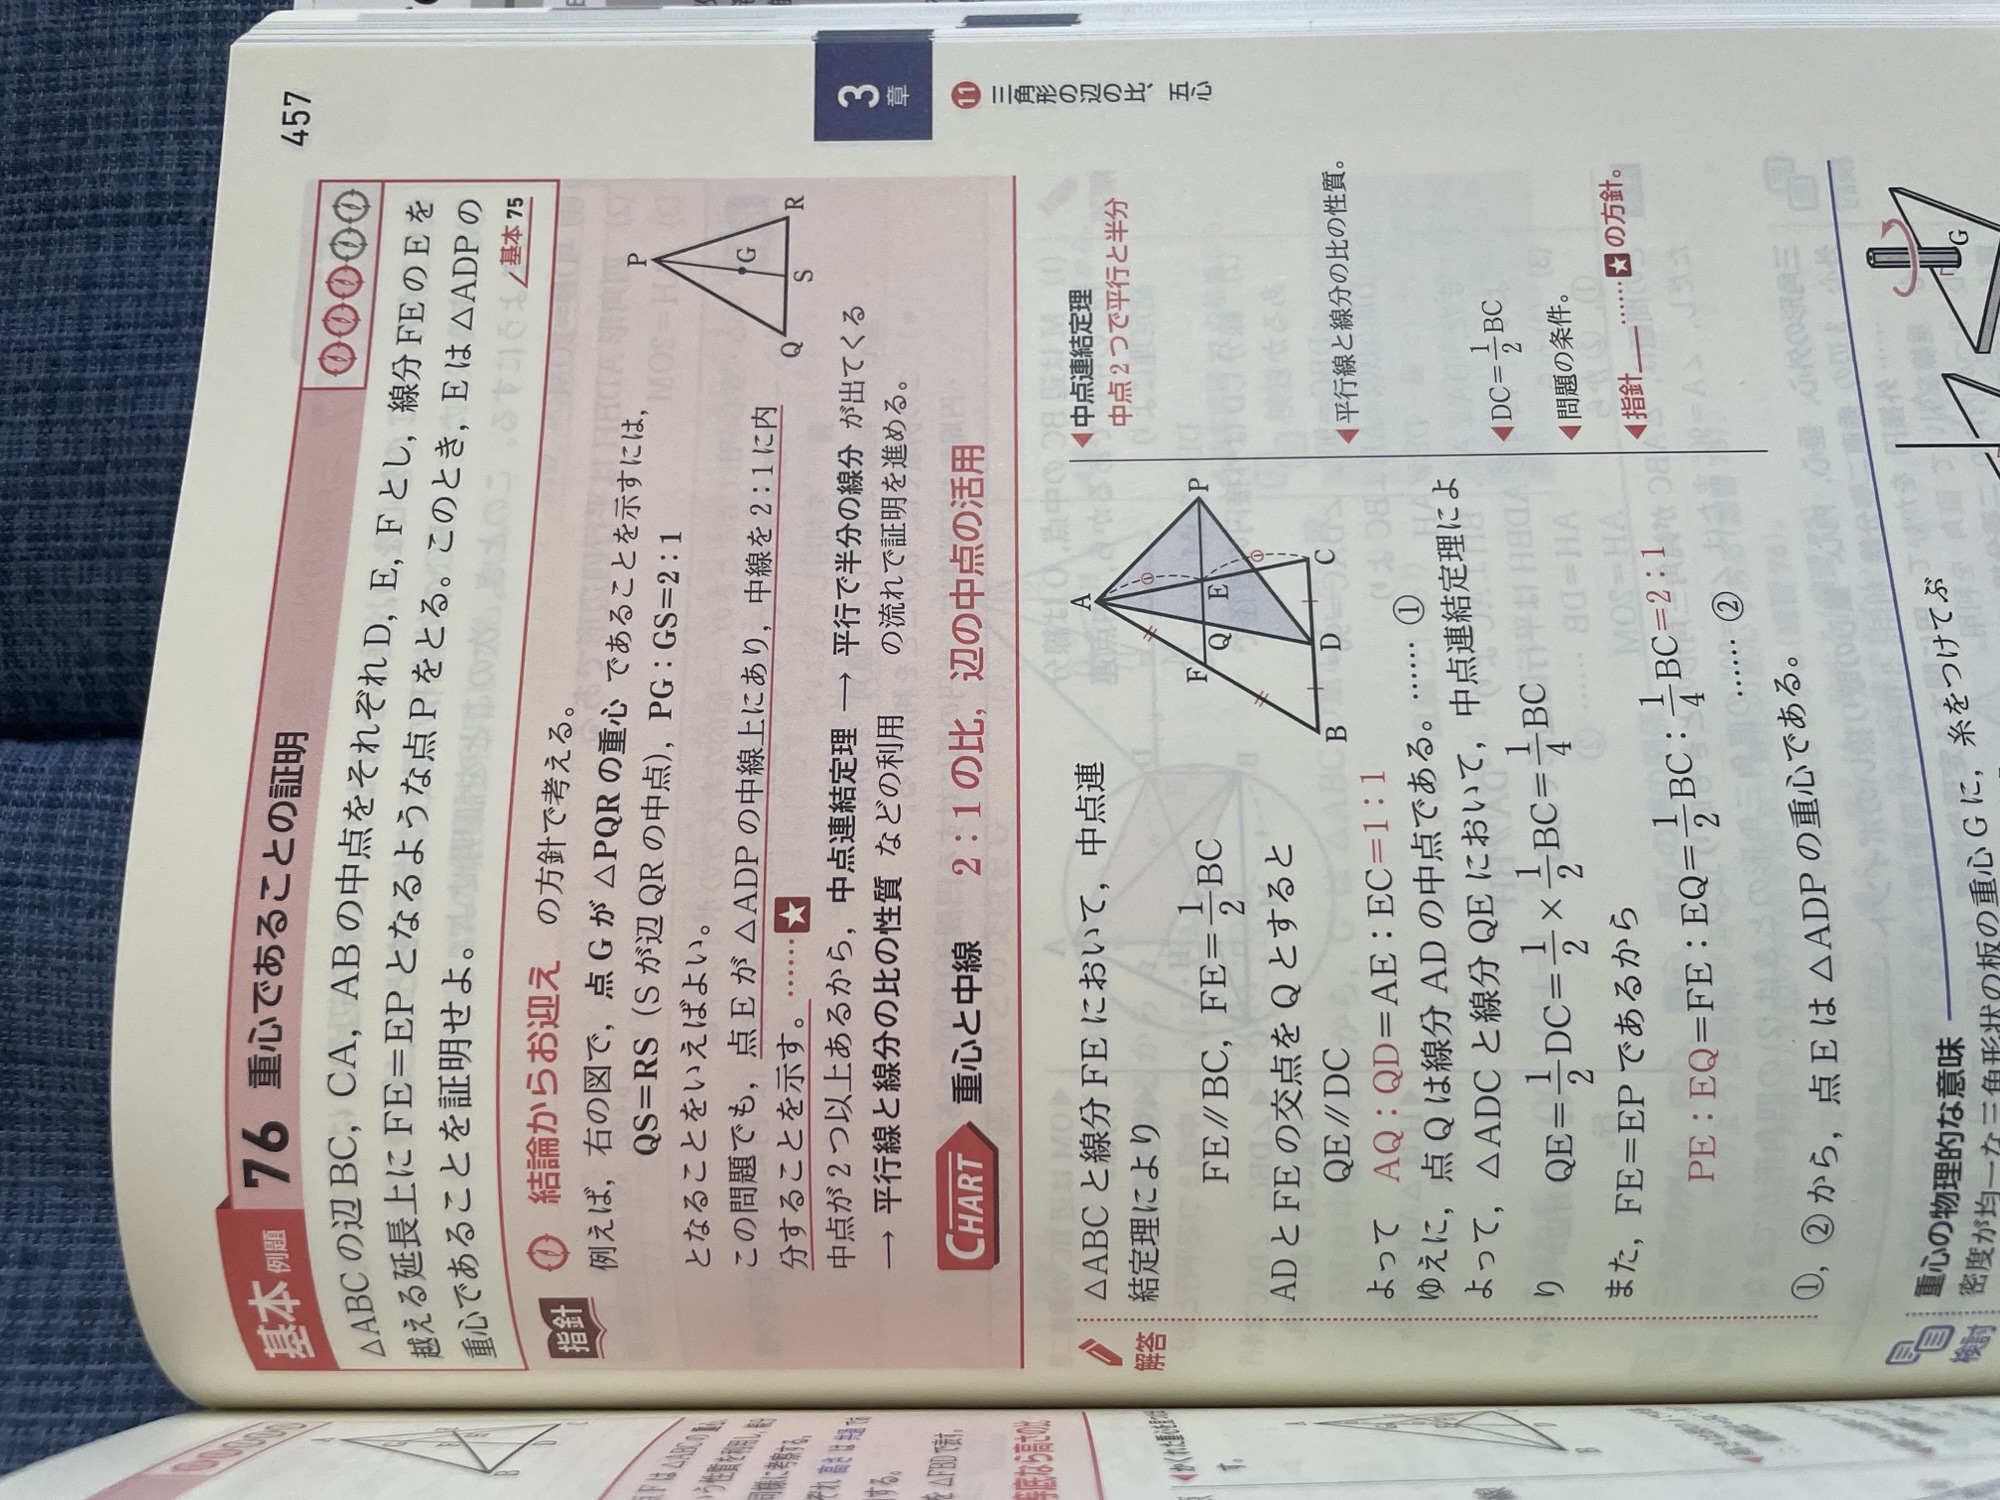 457
基本 例題 76 重心であることの証明
△ABC の辺 BC，CA，AB の中点をそれぞれ D，E，F とし，線分 FE の E を
越える延長上に FE＝EP となるような点 P をとる。このとき，E は △ADP の
重心であることを証明せよ。
基本 75
指針 結論からお迎え の方針で考える。
例えば，右の図で，点 G が △PQR の重心 であることを示すには，
QS＝RS（S が辺 QR の中点），PG：GS＝2：1
となることをいえばよい。
この問題でも，点 E が △ADP の中線上にあり，中線を 2：1 に内
分することを示す。……★
中点が 2 つ以上あるから，中点連結定理 ⟶ 平行で半分の線分 が出てくる
⟶ 平行線と線分の比の性質 などの利用 の流れで証明を進める。
P
G
Q
S
R
CHART 重心と中線 2：1 の比，辺の中点の活用
3
章
⑪ 三角形の辺の比、五心
解答
△ABC と線分 FE において，中点連
結定理により
FE∥BC，FE＝1/2 BC
AD と FE の交点を Q とすると
QE∥DC
よって AQ：QD＝AE：EC＝1：1
ゆえに，点 Q は線分 AD の中点である。…… ①
よって，△ADC と線分 QE において，中点連結定理によ
り QE＝1/2 DC＝1/2×1/2 BC＝1/4 BC
また，FE＝EP であるから
PE：EQ＝FE：EQ＝1/2 BC：1/4 BC＝2：1
…… ②
①，② から，点 E は △ADP の重心である。
A
F
Q
E
P
B
D
C
◀中点連結定理
中点 2 つで平行と半分
◀平行線と線分の比の性質。
◀DC＝1/2 BC
◀問題の条件。
◀指針＿＿……★の方針。
検討
重心の物理的な意味
密度が均一な三角形状の板の重心 G に，糸をつけてぶ
G